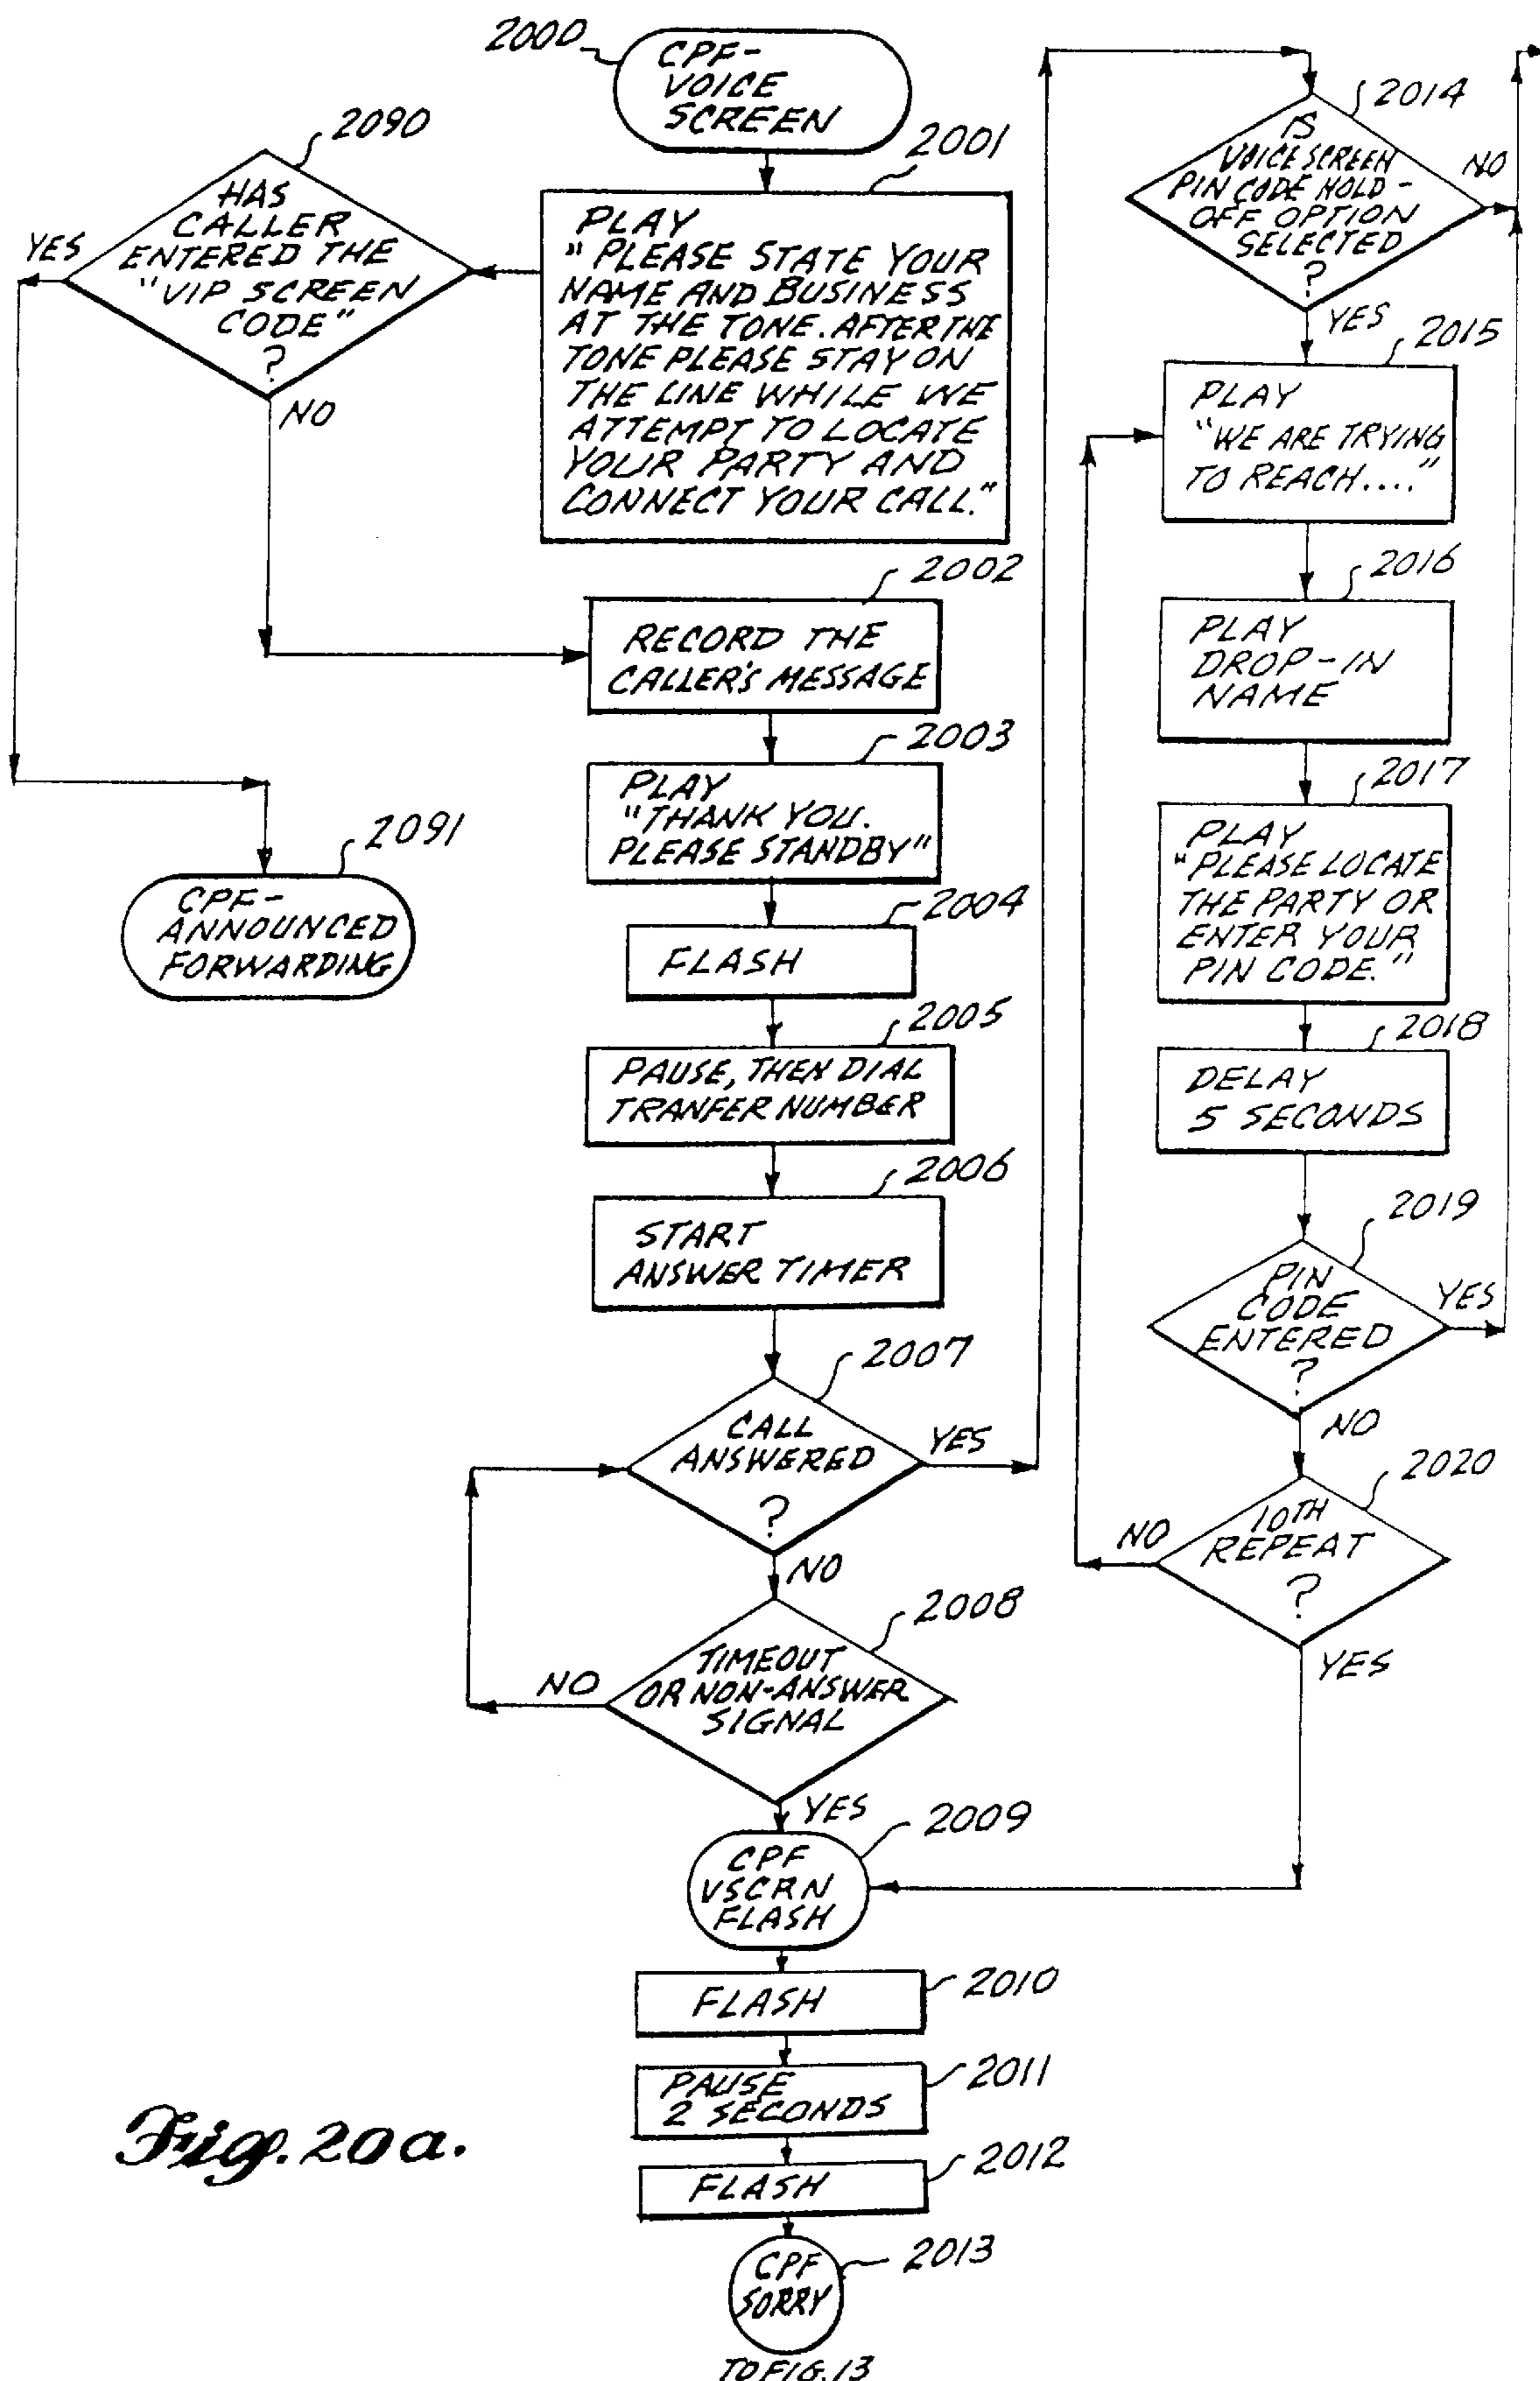 2000
CPF-
VOICE
SCREEN
2090
HAS
CALLER
ENTERED THE
"VIP SCREEN
CODE"
?
YES
NO
2001
PLAY
"PLEASE STATE YOUR
NAME AND BUSINESS
AT THE TONE. AFTER THE
TONE PLEASE STAY ON
THE LINE WHILE WE
ATTEMPT TO LOCATE
YOUR PARTY AND
CONNECT YOUR CALL."
2002
RECORD THE
CALLER'S MESSAGE
2003
PLAY
"THANK YOU.
PLEASE STANDBY"
2091
CPF-
ANNOUNCED
FORWARDING
2004
FLASH
2005
PAUSE, THEN DIAL
TRANFER NUMBER
2006
START
ANSWER TIMER
2007
CALL
ANSWERED
?
YES
NO
2008
TIMEOUT
OR NON-ANSWER
SIGNAL
NO
YES
2009
CPF
VSCRN
FLASH
2010
FLASH
2011
PAUSE
2 SECONDS
2012
FLASH
2013
CPF
SORRY
TO FIG. 13
2014
IS
VOICE SCREEN
PIN CODE HOLD-
OFF OPTION
SELECTED
?
NO
YES
2015
PLAY
"WE ARE TRYING
TO REACH...."
2016
PLAY
DROP-IN
NAME
2017
PLAY
"PLEASE LOCATE
THE PARTY OR
ENTER YOUR
PIN CODE."
2018
DELAY
5 SECONDS
2019
PIN
CODE
ENTERED
?
YES
NO
2020
10TH
REPEAT
?
NO
YES
Fig. 20a.